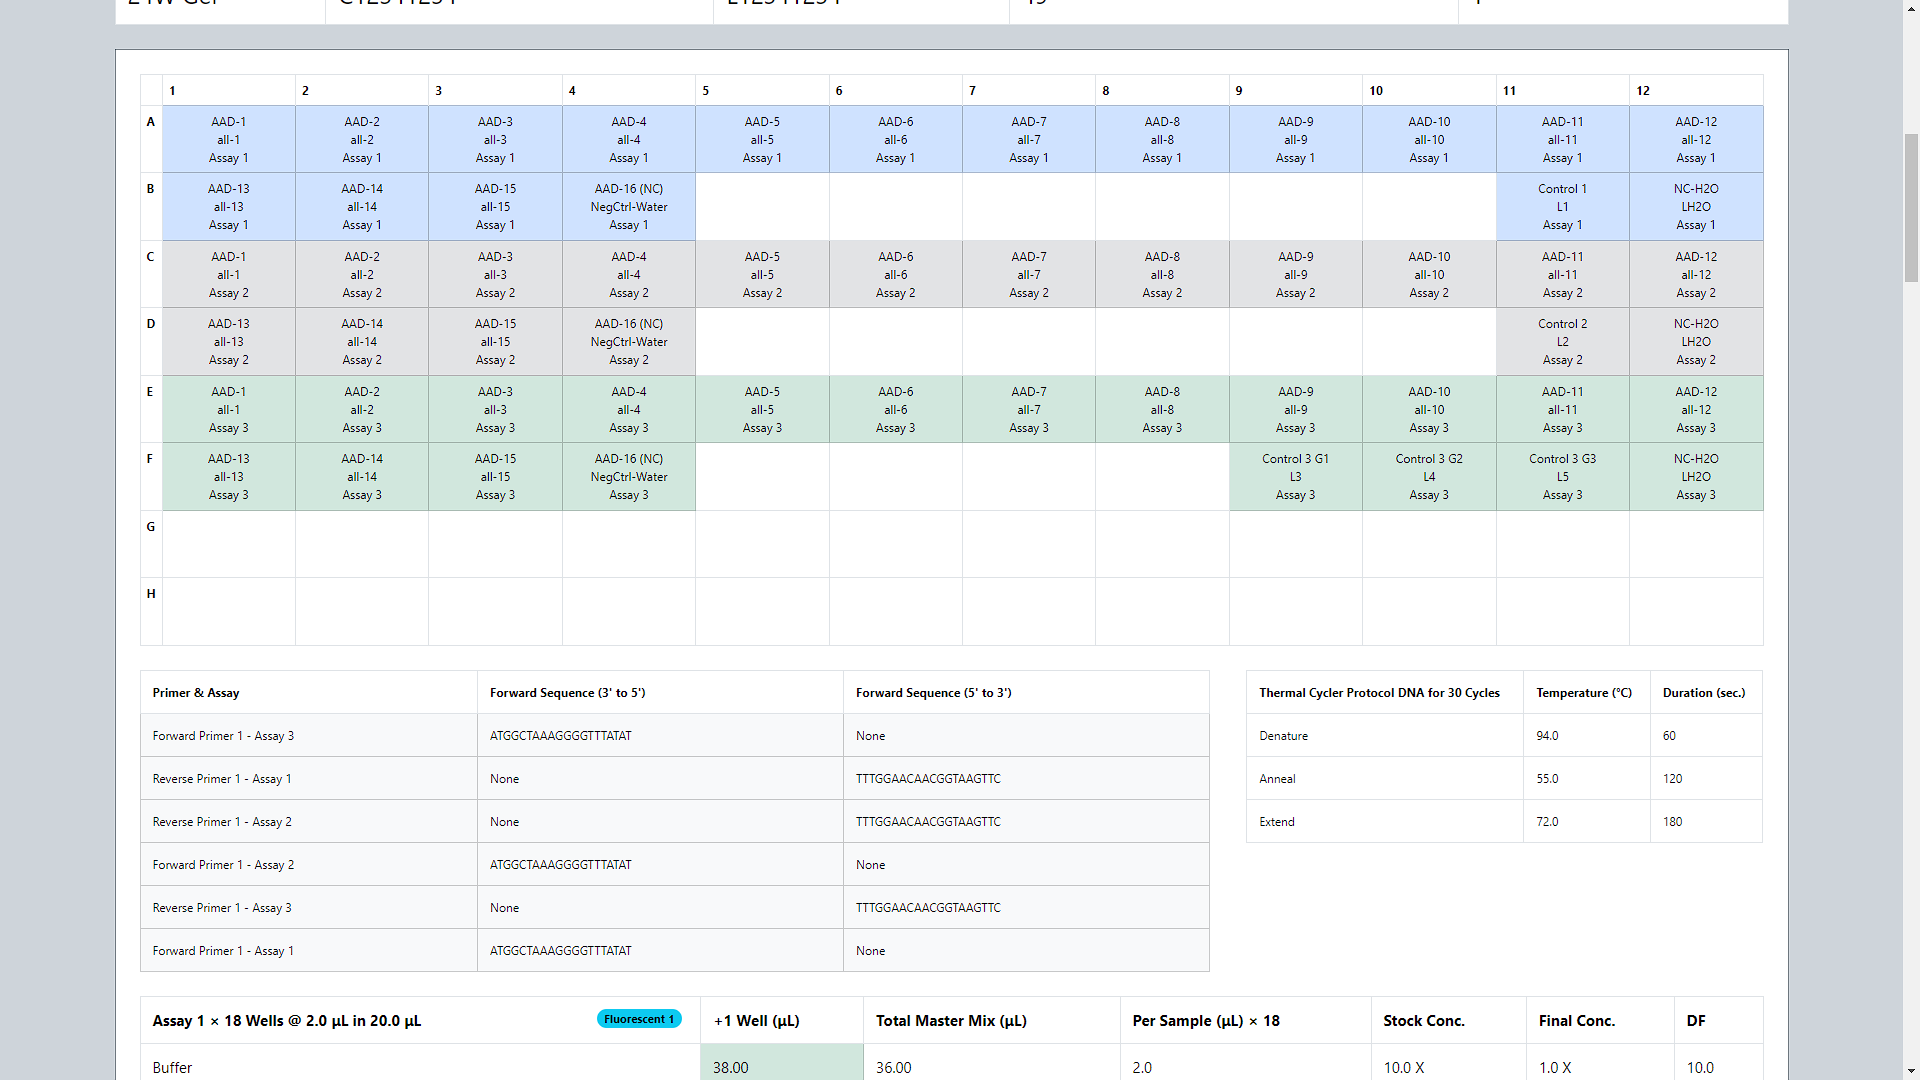 1 2 3 4 5 6 7 8 9 10 11 12
A
AAD-1 AAD-2 AAD-3 AAD-4 AAD-5 AAD-6 AAD-7 AAD-8 AAD-9 AAD-10 AAD-11 AAD-12
all-1 all-2 all-3 all-4 all-5 all-6 all-7 all-8 all-9 all-10 all-11 all-12
Assay 1 Assay 1 Assay 1 Assay 1 Assay 1 Assay 1 Assay 1 Assay 1 Assay 1 Assay 1 Assay 1 Assay 1
B
AAD-13 AAD-14 AAD-15 AAD-16 (NC) Control 1 NC-H2O
all-13 all-14 all-15 NegCtrl-Water L1 LH2O
Assay 1 Assay 1 Assay 1 Assay 1 Assay 1 Assay 1
C
AAD-1 AAD-2 AAD-3 AAD-4 AAD-5 AAD-6 AAD-7 AAD-8 AAD-9 AAD-10 AAD-11 AAD-12
all-1 all-2 all-3 all-4 all-5 all-6 all-7 all-8 all-9 all-10 all-11 all-12
Assay 2 Assay 2 Assay 2 Assay 2 Assay 2 Assay 2 Assay 2 Assay 2 Assay 2 Assay 2 Assay 2 Assay 2
D
AAD-13 AAD-14 AAD-15 AAD-16 (NC) Control 2 NC-H2O
all-13 all-14 all-15 NegCtrl-Water L2 LH2O
Assay 2 Assay 2 Assay 2 Assay 2 Assay 2 Assay 2
E
AAD-1 AAD-2 AAD-3 AAD-4 AAD-5 AAD-6 AAD-7 AAD-8 AAD-9 AAD-10 AAD-11 AAD-12
all-1 all-2 all-3 all-4 all-5 all-6 all-7 all-8 all-9 all-10 all-11 all-12
Assay 3 Assay 3 Assay 3 Assay 3 Assay 3 Assay 3 Assay 3 Assay 3 Assay 3 Assay 3 Assay 3 Assay 3
F
AAD-13 AAD-14 AAD-15 AAD-16 (NC) Control 3 G1 Control 3 G2 Control 3 G3 NC-H2O
all-13 all-14 all-15 NegCtrl-Water L3 L4 L5 LH2O
Assay 3 Assay 3 Assay 3 Assay 3 Assay 3 Assay 3 Assay 3 Assay 3
G
H
Primer & Assay Forward Sequence (3' to 5') Forward Sequence (5' to 3')
Forward Primer 1 - Assay 3 ATGGCTAAAGGGGTTTATAT None
Reverse Primer 1 - Assay 1 None TTTGGAACAACGGTAAGTTC
Reverse Primer 1 - Assay 2 None TTTGGAACAACGGTAAGTTC
Forward Primer 1 - Assay 2 ATGGCTAAAGGGGTTTATAT None
Reverse Primer 1 - Assay 3 None TTTGGAACAACGGTAAGTTC
Forward Primer 1 - Assay 1 ATGGCTAAAGGGGTTTATAT None
Thermal Cycler Protocol DNA for 30 Cycles Temperature (°C) Duration (sec.)
Denature 94.0 60
Anneal 55.0 120
Extend 72.0 180
Assay 1 × 18 Wells @ 2.0 µL in 20.0 µL Fluorescent 1 +1 Well (µL) Total Master Mix (µL) Per Sample (µL) × 18 Stock Conc. Final Conc. DF
Buffer 38.00 36.00 2.0 10.0 X 1.0 X 10.0